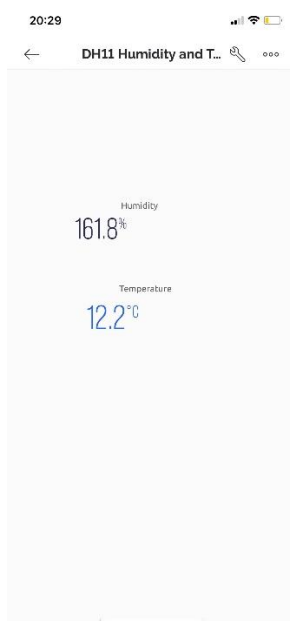 20:29
DH11 Humidity and T...
Humidity
161.8%
Temperature
12.2°C